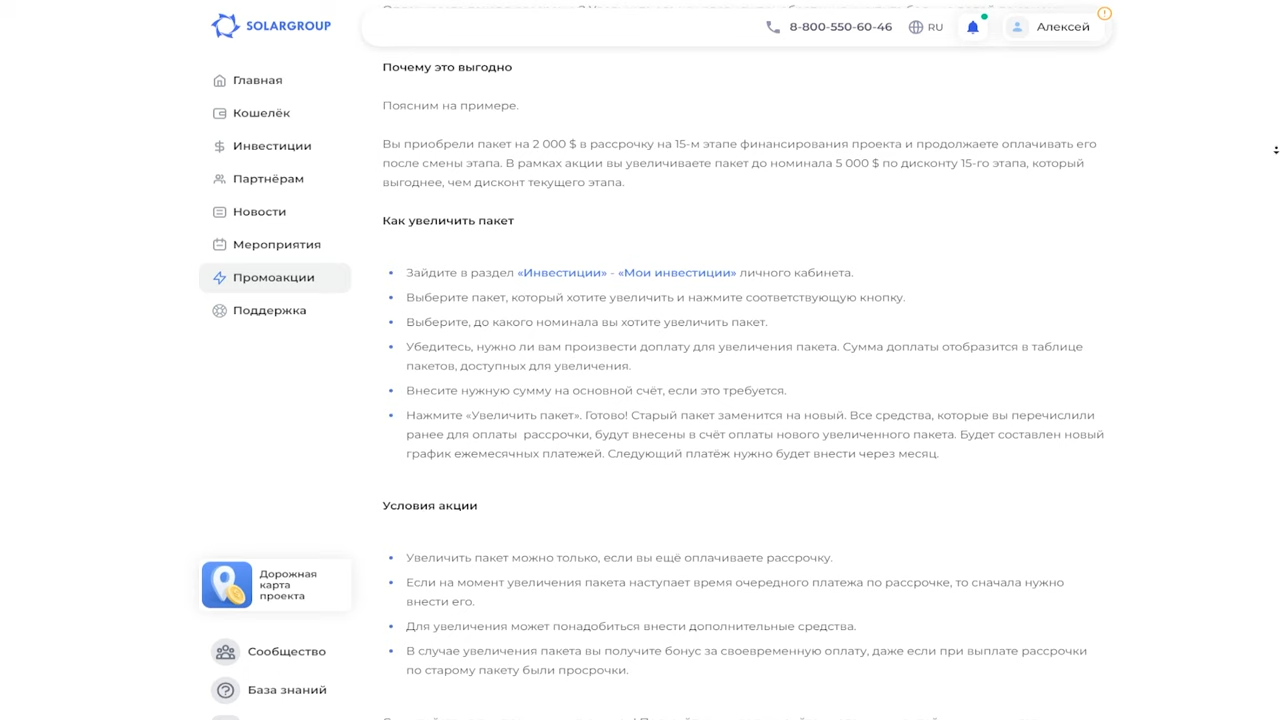 SOLARGROUP
8-800-550-60-46
RU
Алексей
Главная
Кошелёк
Инвестиции
Партнёрам
Новости
Мероприятия
Промоакции
Поддержка
Дорожная
карта
проекта
Сообщество
База знаний
Почему это выгодно
Поясним на примере.
Вы приобрели пакет на 2 000 $ в рассрочку на 15-м этапе финансирования проекта и продолжаете оплачивать его
после смены этапа. В рамках акции вы увеличиваете пакет до номинала 5 000 $ по дисконту 15-го этапа, который
выгоднее, чем дисконт текущего этапа.
Как увеличить пакет
Зайдите в раздел «Инвестиции» - «Мои инвестиции» личного кабинета.
Выберите пакет, который хотите увеличить и нажмите соответствующую кнопку.
Выберите, до какого номинала вы хотите увеличить пакет.
Убедитесь, нужно ли вам произвести доплату для увеличения пакета. Сумма доплаты отобразится в таблице
пакетов, доступных для увеличения.
Внесите нужную сумму на основной счёт, если это требуется.
Нажмите «Увеличить пакет». Готово! Старый пакет заменится на новый. Все средства, которые вы перечислили
ранее для оплаты рассрочки, будут внесены в счёт оплаты нового увеличенного пакета. Будет составлен новый
график ежемесячных платежей. Следующий платёж нужно будет внести через месяц.
Условия акции
Увеличить пакет можно только, если вы ещё оплачиваете рассрочку.
Если на момент увеличения пакета наступает время очередного платежа по рассрочке, то сначала нужно
внести его.
Для увеличения может понадобиться внести дополнительные средства.
В случае увеличения пакета вы получите бонус за своевременную оплату, даже если при выплате рассрочки
по старому пакету были просрочки.